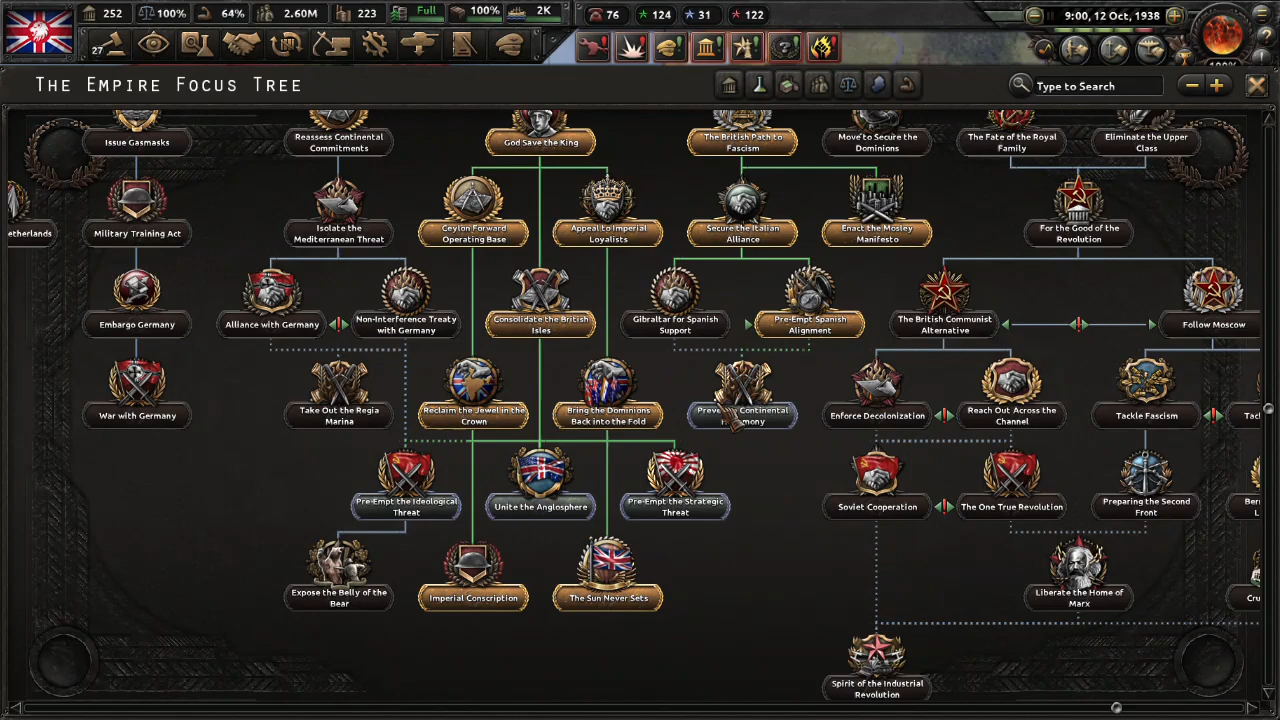 252
100%
64%
2.60M
223
Full
100%
2K
76
124
31
122
9:00, 12 Oct, 1938
27
100%
THE EMPIRE FOCUS TREE
Type to Search
Issue Gasmasks
Reassess Continental
Commitments
God Save the King
The British Path to
Fascism
Move to Secure the
Dominions
The Fate of the Royal
Family
Eliminate the Upper
Class
etherlands
Military Training Act
Isolate the
Mediterranean Threat
Ceylon Forward
Operating Base
Appeal to Imperial
Loyalists
Secure the Italian
Alliance
Enact the Mosley
Manifesto
For the Good of the
Revolution
Embargo Germany
Alliance with Germany
Non-Interference Treaty
with Germany
Consolidate the British
Isles
Gibraltar for Spanish
Support
Pre-Empt Spanish
Alignment
The British Communist
Alternative
Follow Moscow
War with Germany
Take Out the Regia
Marina
Reclaim the Jewel in the
Crown
Bring the Dominions
Back into the Fold
Continental
Enforce Decolonization
Reach Out Across the
Channel
Tackle Fascism
Tac
Pre-Empt the Ideological
Threat
Unite the Anglosphere
Pre-Empt the Strategic
Threat
Soviet Cooperation
The One True Revolution
Preparing the Second
Front
Ber
L
Expose the Belly of the
Bear
Imperial Conscription
The Sun Never Sets
Liberate the Home of
Marx
Cru
Spirit of the Industrial
Revolution